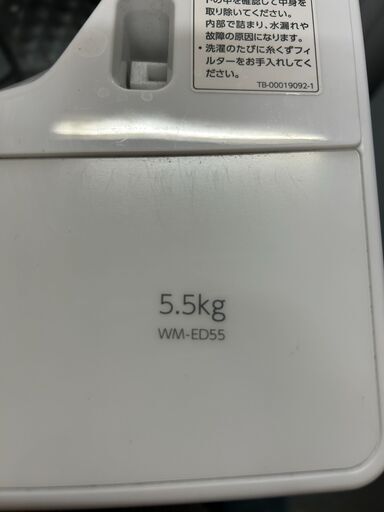 ドの中を確認して中身を
取り除いてください。
内部で詰まり、水漏れや
故障の原因になります。
・洗濯のたびに糸くずフィ
ルターをお手入れしてく
ださい。
TB-00019092-1
5.5kg
WM-ED55